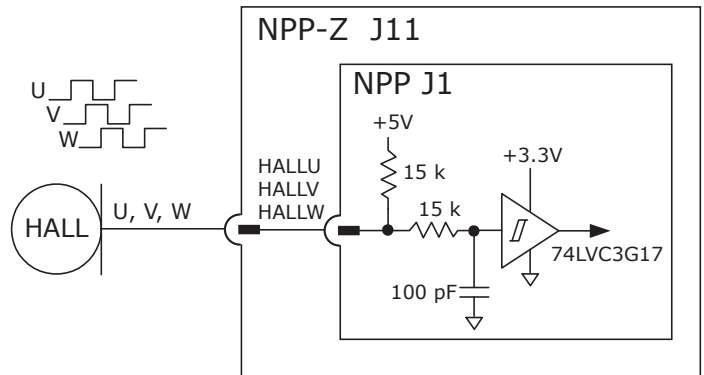 NPP-Z J11
NPP J1
U
V
W
+5V
+3.3V
HALLU
HALLV
HALLW
15 k
15 k
HALL
U, V, W
74LVC3G17
100 pF